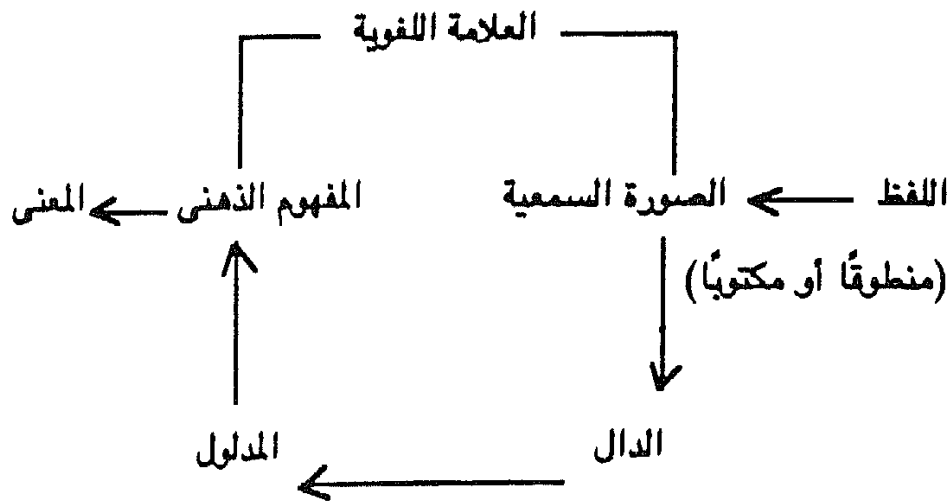 العلامة اللغوية
اللفظ الصورة السمعية المفهوم الذهنى المعنى
(منطوقًا أو مكتوبًا)
الدال المدلول